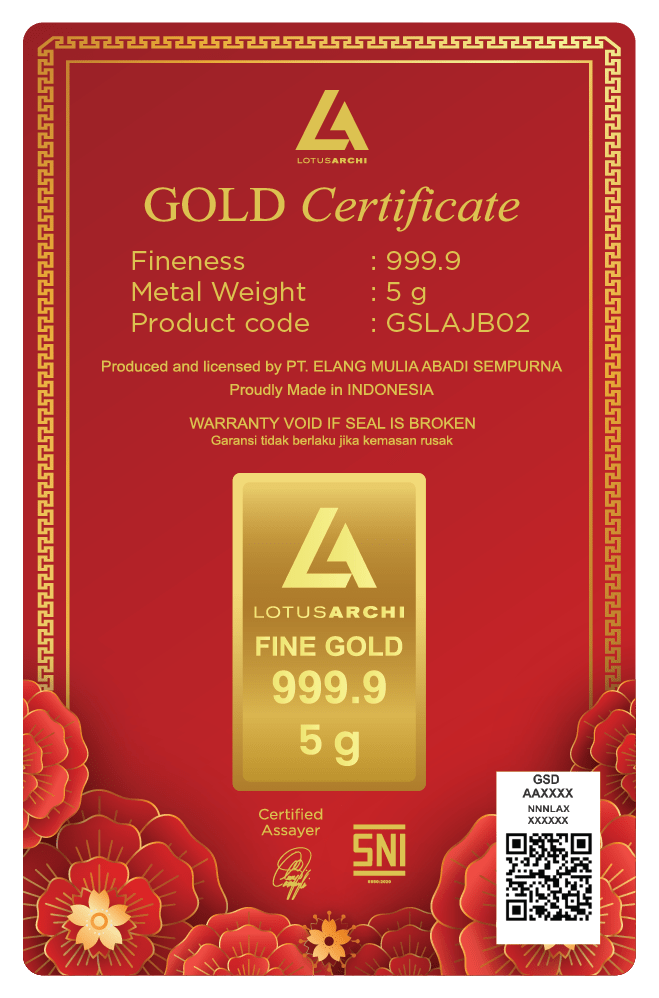 LOTUSARCHI
GOLD Certificate
Fineness : 999.9
Metal Weight : 5 g
Product code : GSLAJB02
Produced and licensed by PT. ELANG MULIA ABADI SEMPURNA
Proudly Made in INDONESIA
WARRANTY VOID IF SEAL IS BROKEN
Garansi tidak berlaku jika kemasan rusak
LOTUSARCHI
FINE GOLD
999.9
5 g
Certified
Assayer
SNI
GSD
AAXXXX
NNNLAX
XXXXXX